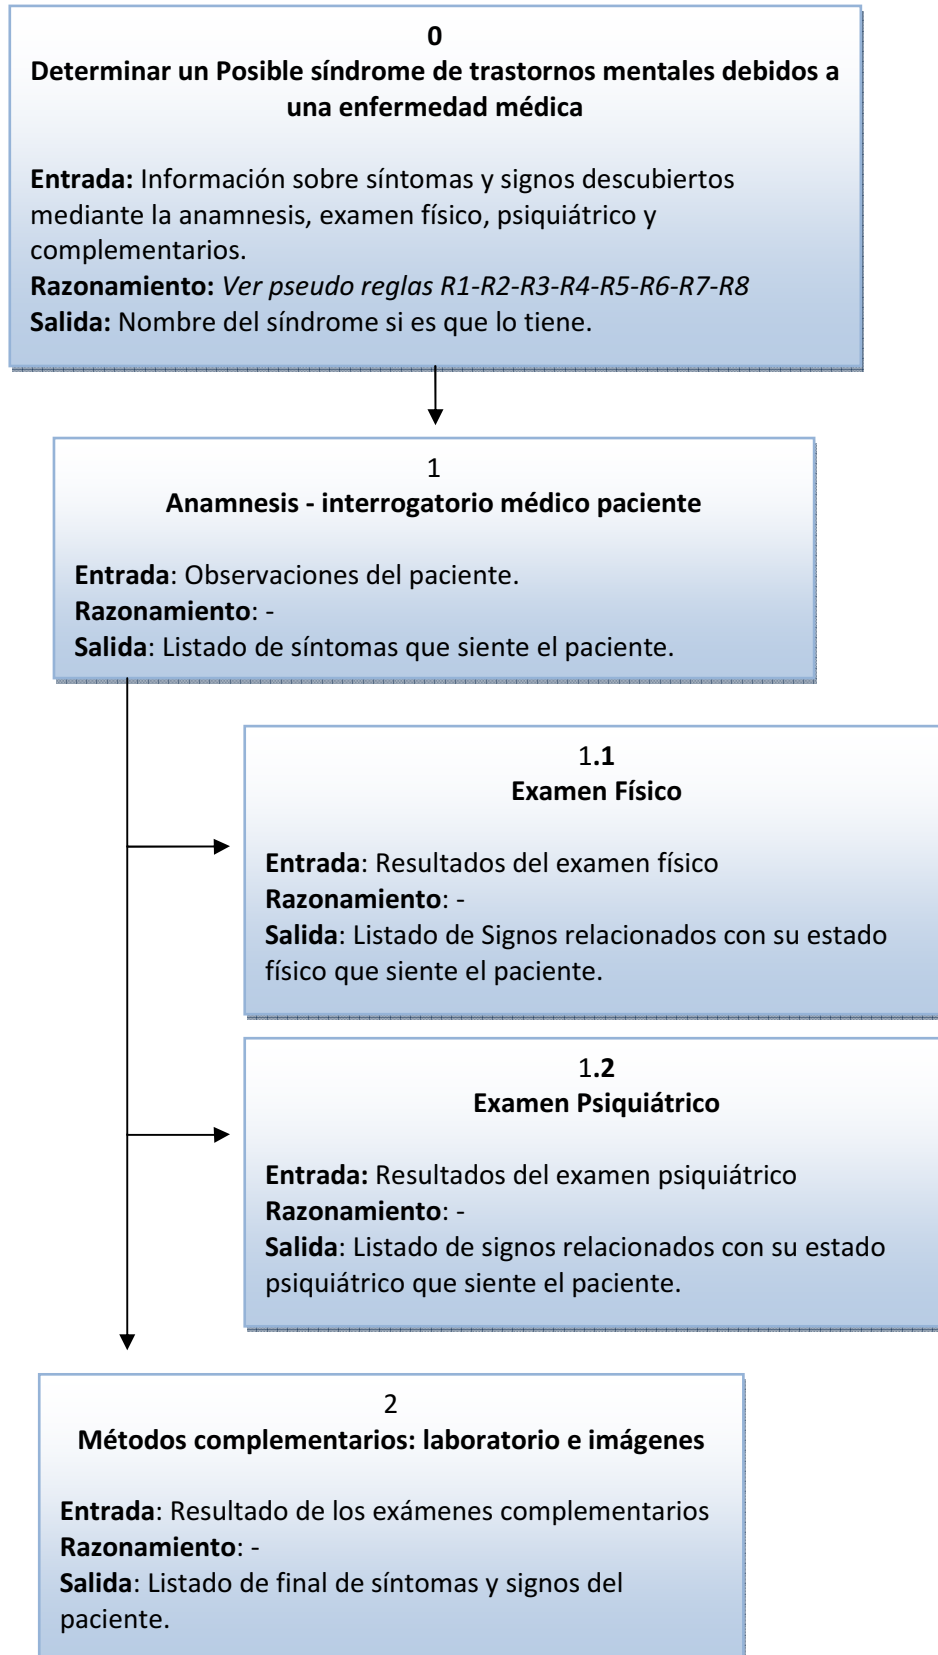 0
Determinar un Posible síndrome de trastornos mentales debidos a
una enfermedad médica
Entrada: Información sobre síntomas y signos descubiertos
mediante la anamnesis, examen físico, psiquiátrico y
complementarios.
Razonamiento: Ver pseudo reglas R1-R2-R3-R4-R5-R6-R7-R8
Salida: Nombre del síndrome si es que lo tiene.
1
Anamnesis - interrogatorio médico paciente
Entrada: Observaciones del paciente.
Razonamiento: -
Salida: Listado de síntomas que siente el paciente.
1.1
Examen Físico
Entrada: Resultados del examen físico
Razonamiento: -
Salida: Listado de Signos relacionados con su estado
físico que siente el paciente.
1.2
Examen Psiquiátrico
Entrada: Resultados del examen psiquiátrico
Razonamiento: -
Salida: Listado de signos relacionados con su estado
psiquiátrico que siente el paciente.
2
Métodos complementarios: laboratorio e imágenes
Entrada: Resultado de los exámenes complementarios
Razonamiento: -
Salida: Listado de final de síntomas y signos del
paciente.